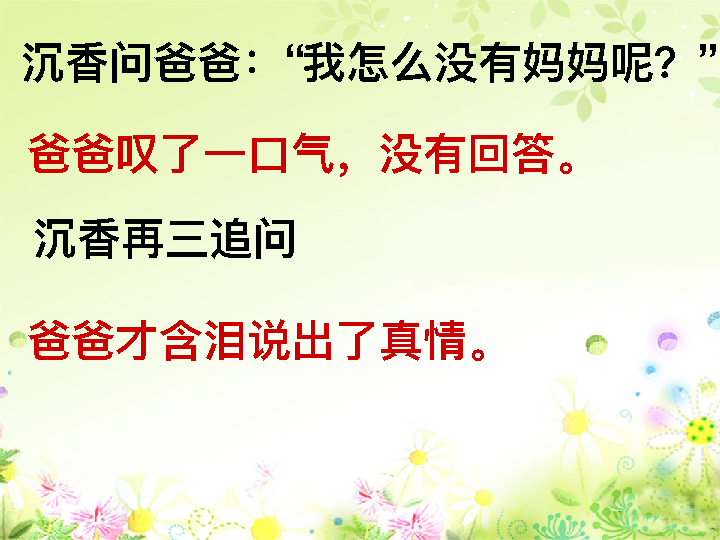 沉香问爸爸：“我怎么没有妈妈呢？”
爸爸叹了一口气，没有回答。
沉香再三追问
爸爸才含泪说出了真情。